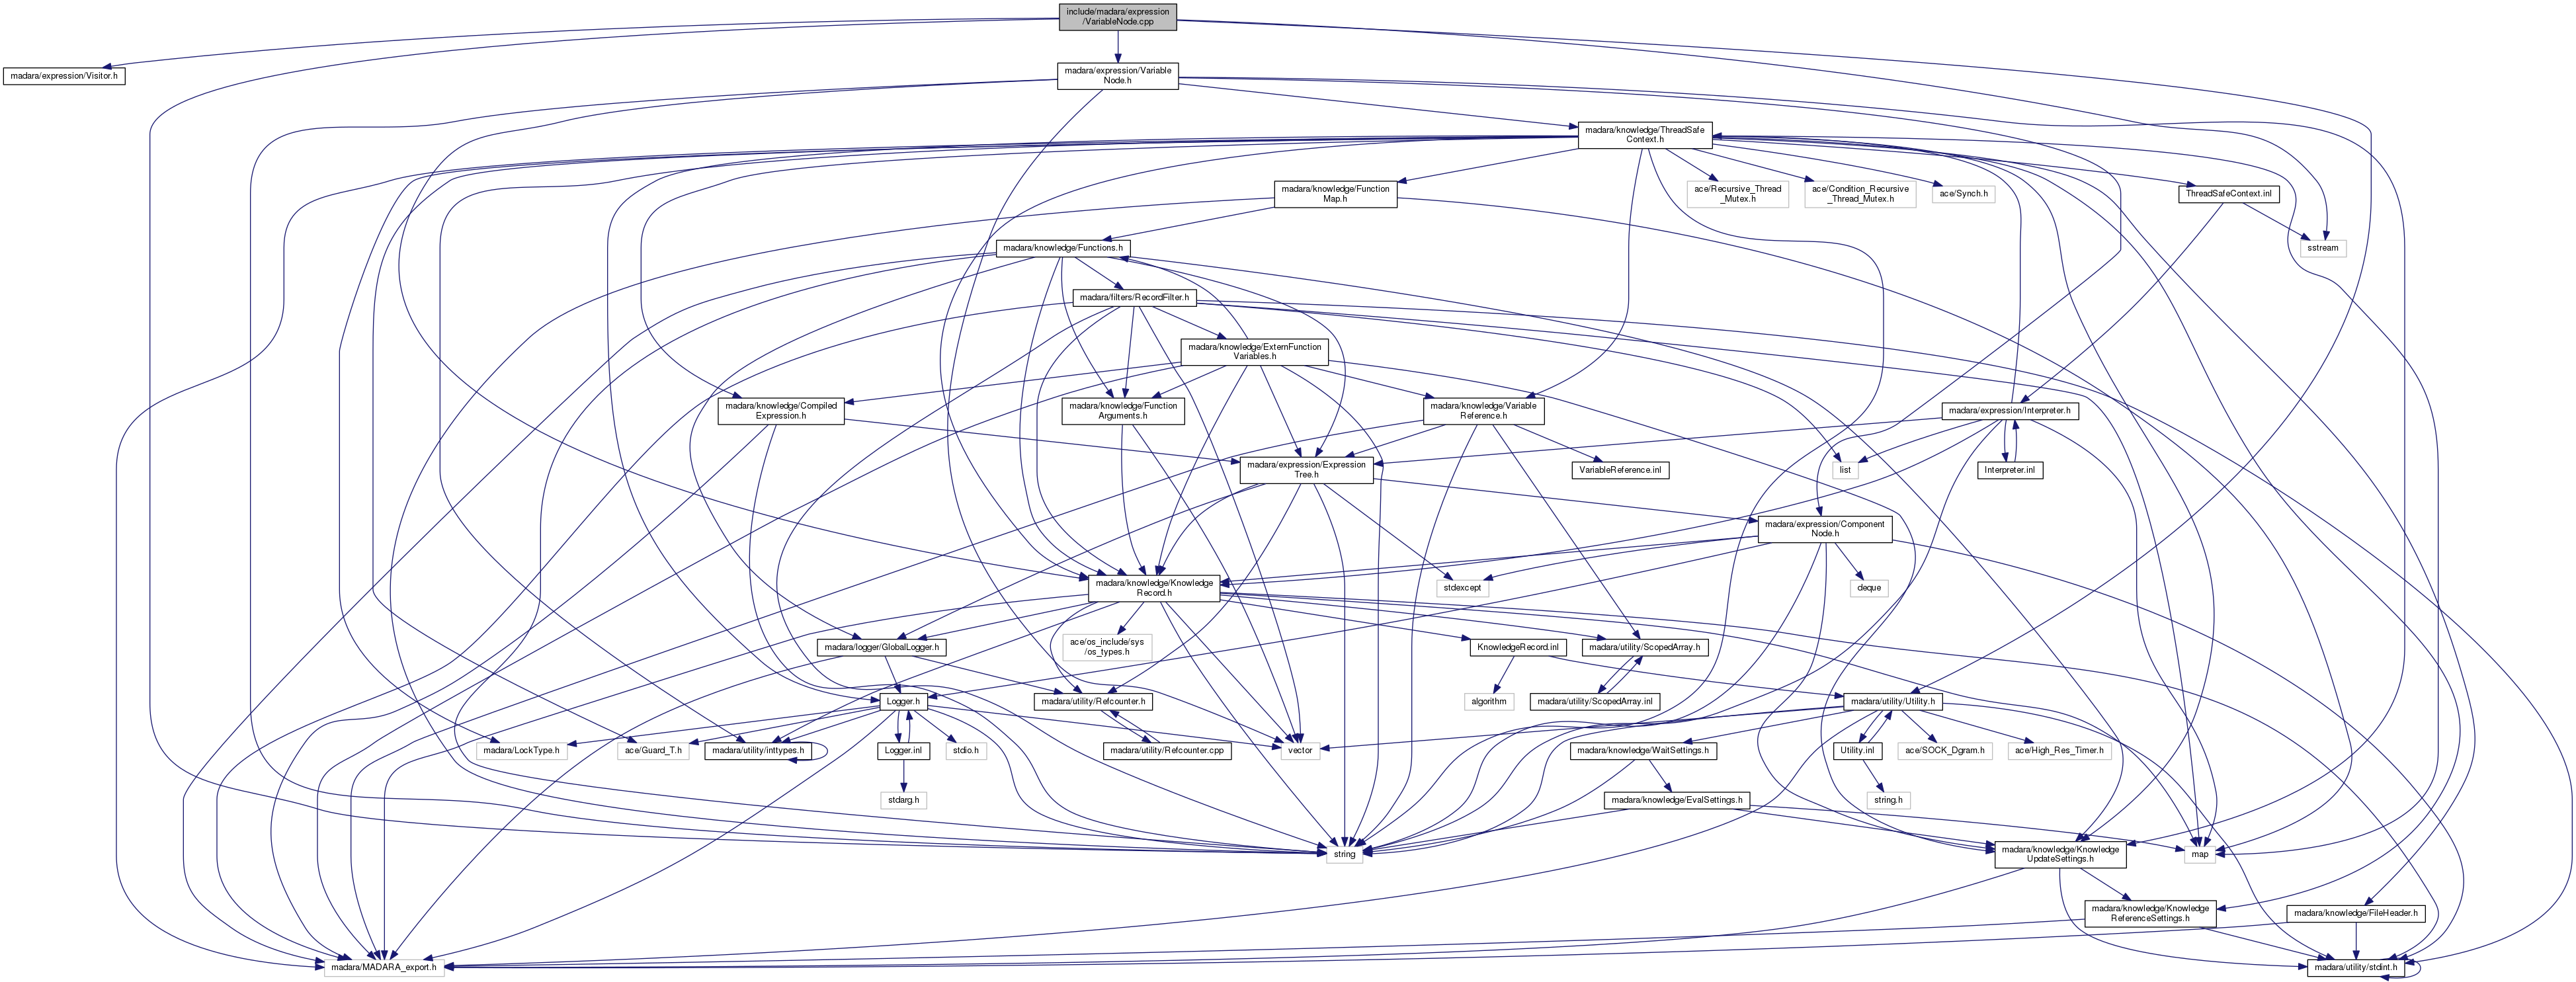 include/madara/expression
/VariableNode.cpp
madara/expression/Visitor.h
madara/expression/Variable
Node.h
madara/knowledge/ThreadSafe
Context.h
madara/knowledge/Function
Map.h
ace/Recursive_Thread
_Mutex.h
ace/Condition_Recursive
_Thread_Mutex.h
ace/Synch.h
ThreadSafeContext.inl
madara/knowledge/Functions.h
sstream
madara/filters/RecordFilter.h
madara/knowledge/ExternFunction
Variables.h
madara/knowledge/Compiled
Expression.h
madara/knowledge/Function
Arguments.h
madara/knowledge/Variable
Reference.h
madara/expression/Interpreter.h
madara/expression/Expression
Tree.h
VariableReference.inl
list
Interpreter.inl
madara/expression/Component
Node.h
madara/knowledge/Knowledge
Record.h
stdexcept
deque
madara/logger/GlobalLogger.h
ace/os_include/sys
/os_types.h
KnowledgeRecord.inl
madara/utility/ScopedArray.h
Logger.h
madara/utility/Refcounter.h
algorithm
madara/utility/ScopedArray.inl
madara/utility/Utility.h
madara/LockType.h
ace/Guard_T.h
madara/utility/inttypes.h
Logger.inl
stdio.h
madara/utility/Refcounter.cpp
vector
madara/knowledge/WaitSettings.h
Utility.inl
ace/SOCK_Dgram.h
ace/High_Res_Timer.h
stdarg.h
madara/knowledge/EvalSettings.h
string.h
string
madara/knowledge/Knowledge
UpdateSettings.h
map
madara/knowledge/Knowledge
ReferenceSettings.h
madara/knowledge/FileHeader.h
madara/MADARA_export.h
madara/utility/stdint.h